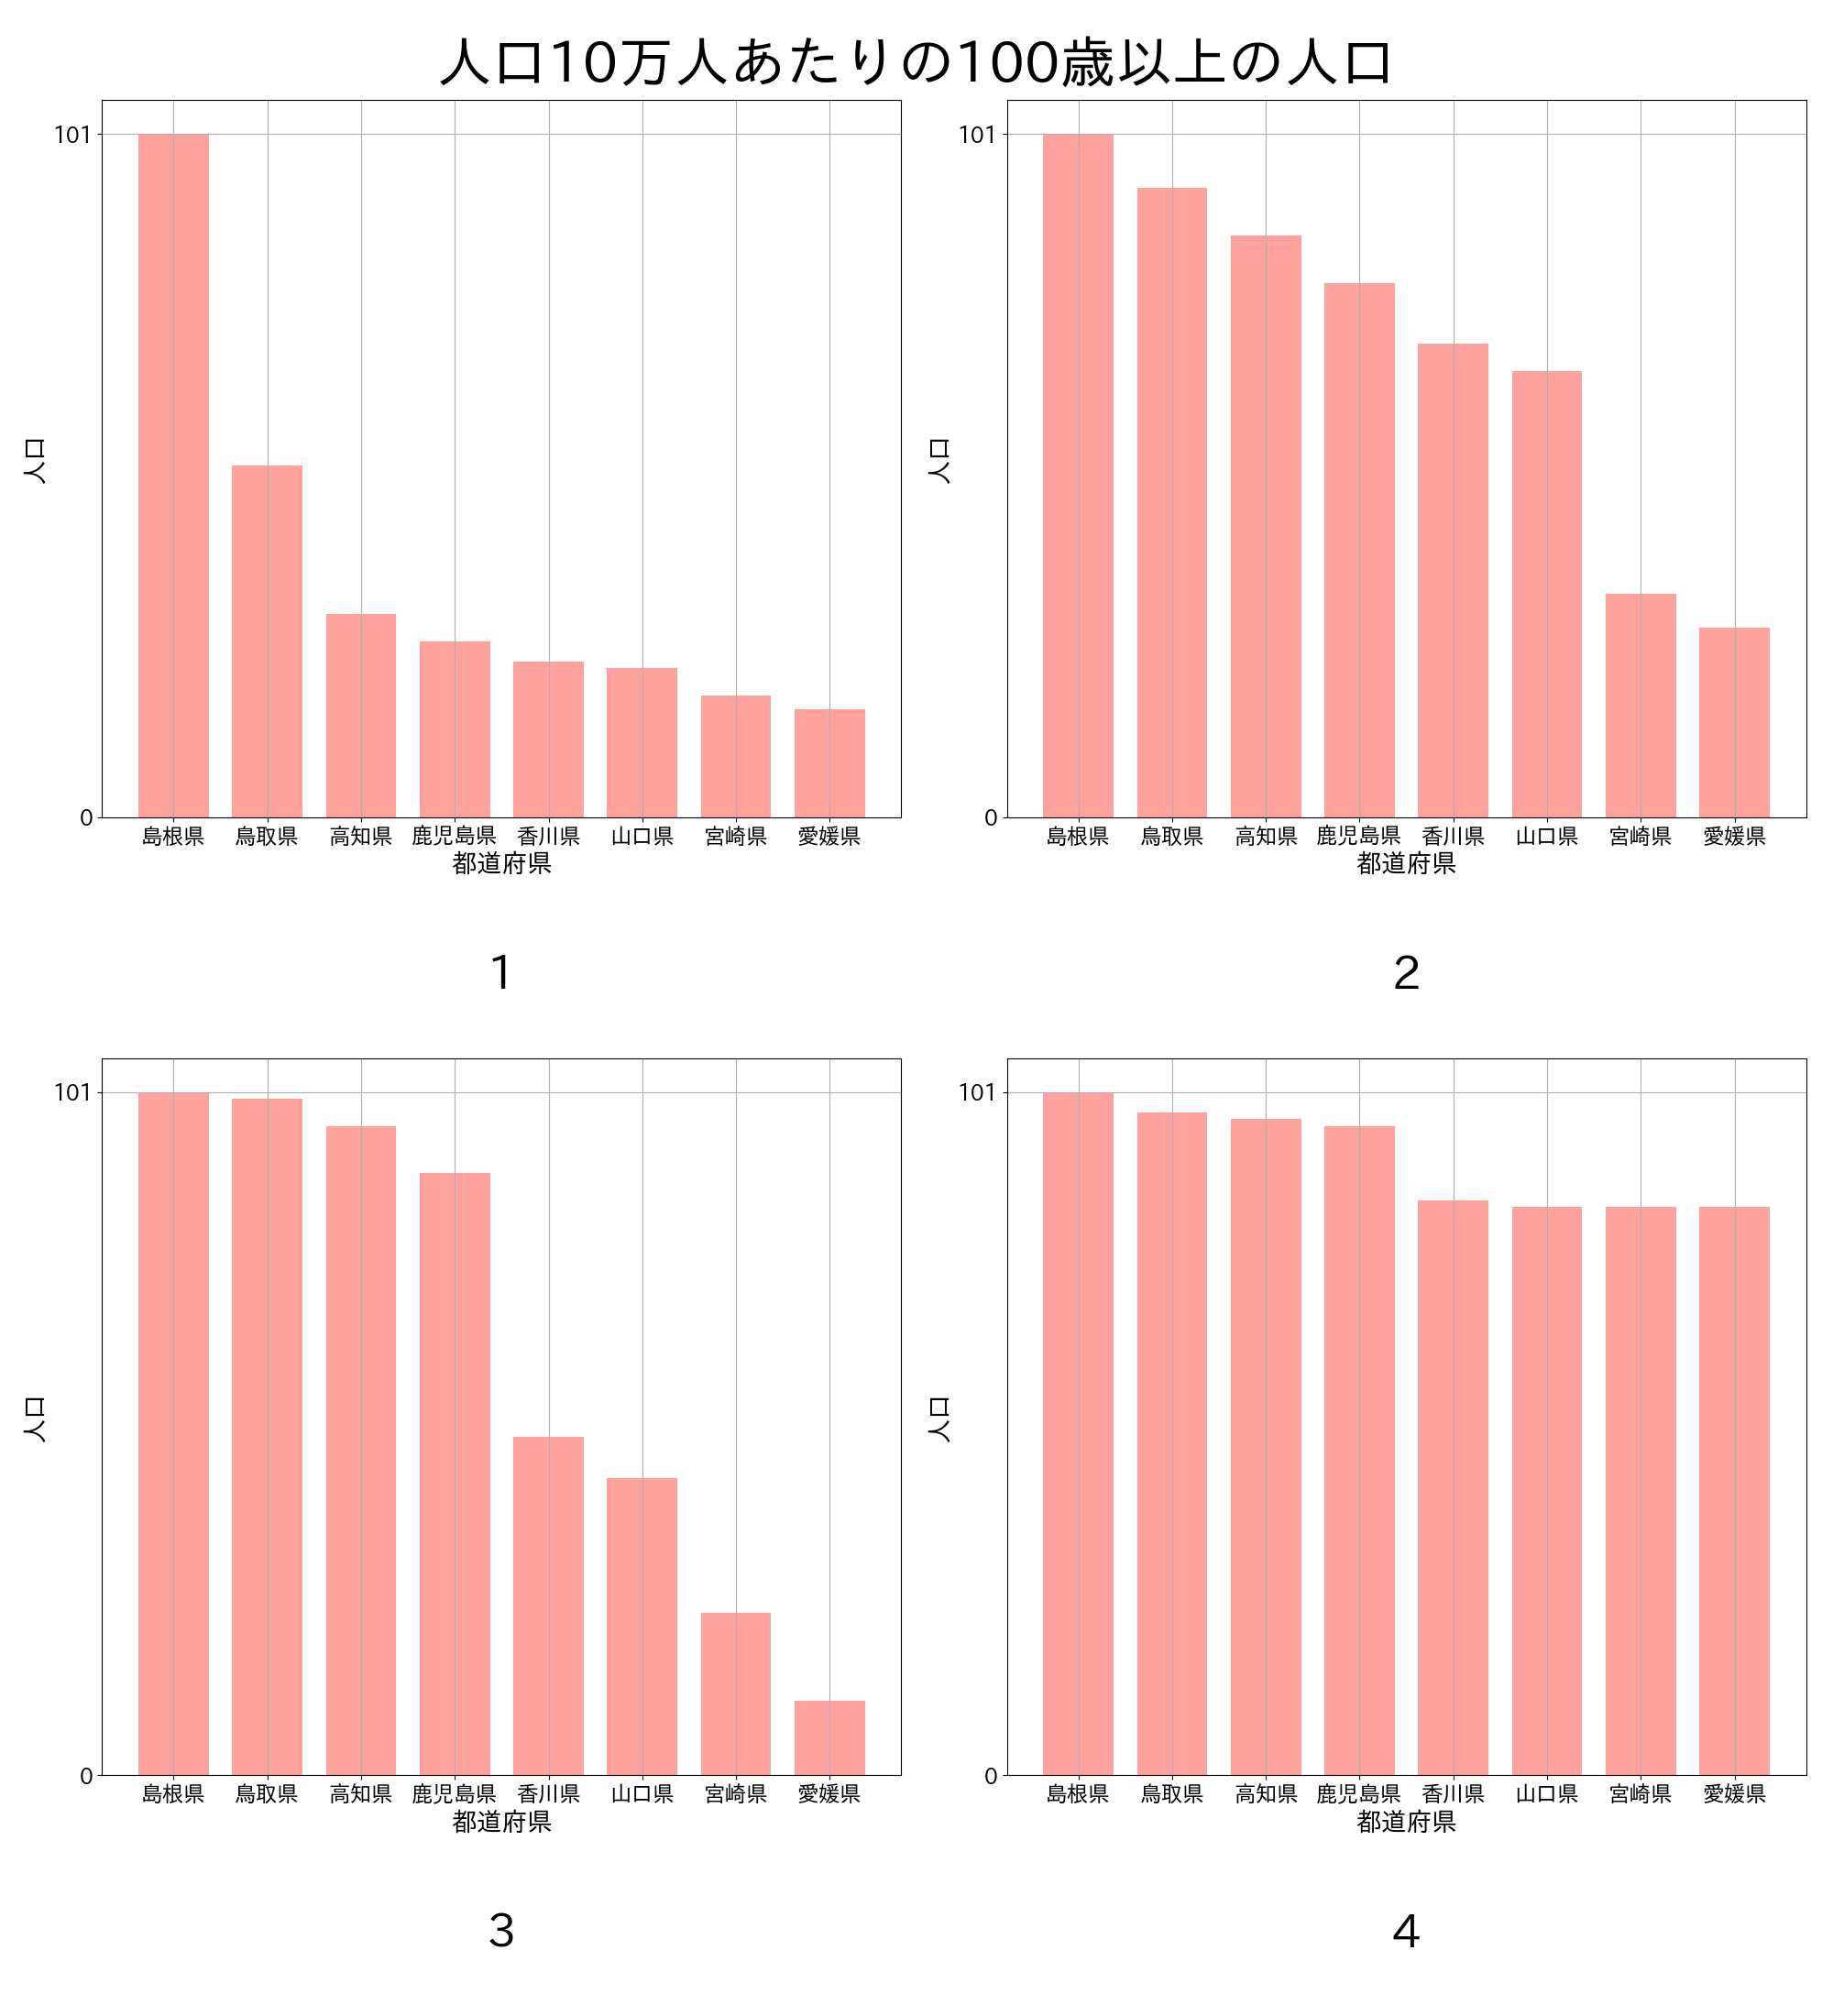 人口10万人あたりの100歳以上の人口
101
0
人口
島根県 鳥取県 高知県 鹿児島県 香川県 山口県 宮崎県 愛媛県
都道府県
1
101
0
人口
島根県 鳥取県 高知県 鹿児島県 香川県 山口県 宮崎県 愛媛県
都道府県
2
101
0
人口
島根県 鳥取県 高知県 鹿児島県 香川県 山口県 宮崎県 愛媛県
都道府県
3
101
0
人口
島根県 鳥取県 高知県 鹿児島県 香川県 山口県 宮崎県 愛媛県
都道府県
4